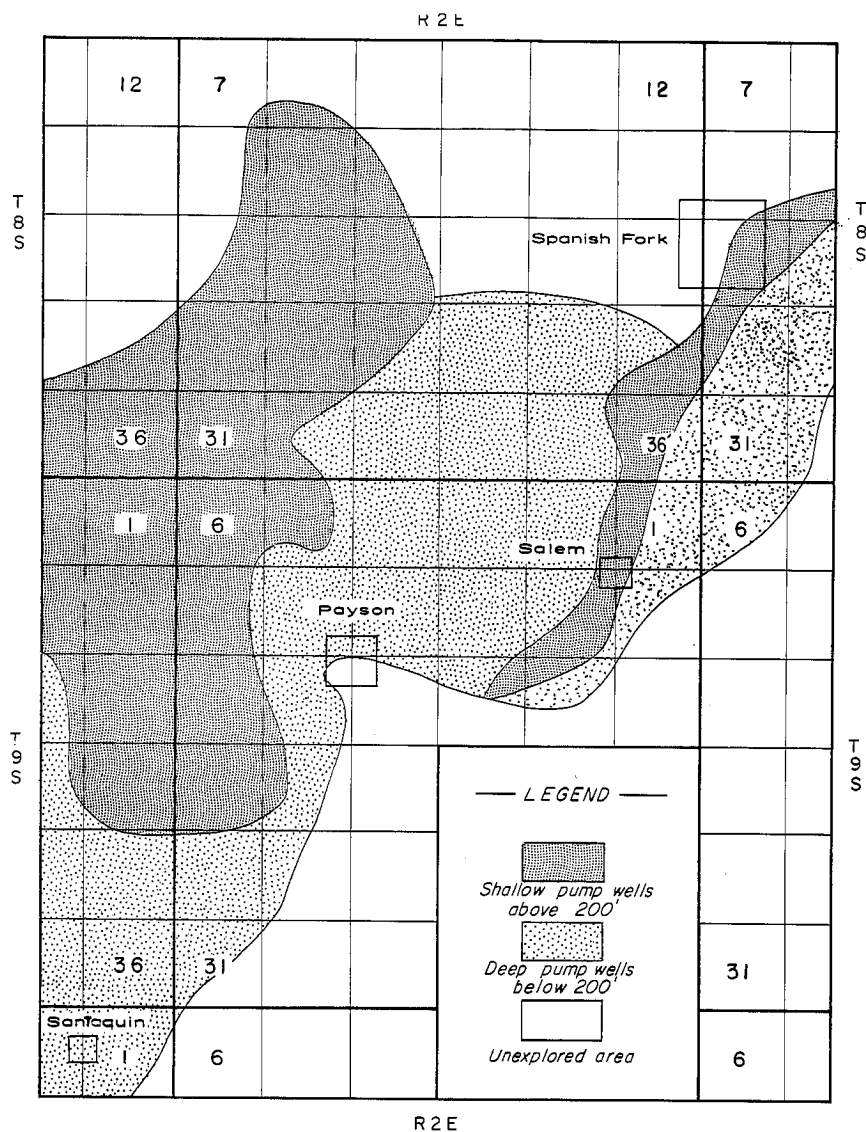 R 2 E
12 7 12 7
T
8
S
T
8
S
Spanish Fork
36 31 36 31
1 6 1 6
Salem
Payson
T
9
S
T
9
S
LEGEND
Shallow pump wells
above 200'
Deep pump wells
below 200'
Unexplored area
36 31 31
Santaquin
1 6 6
R 2 E